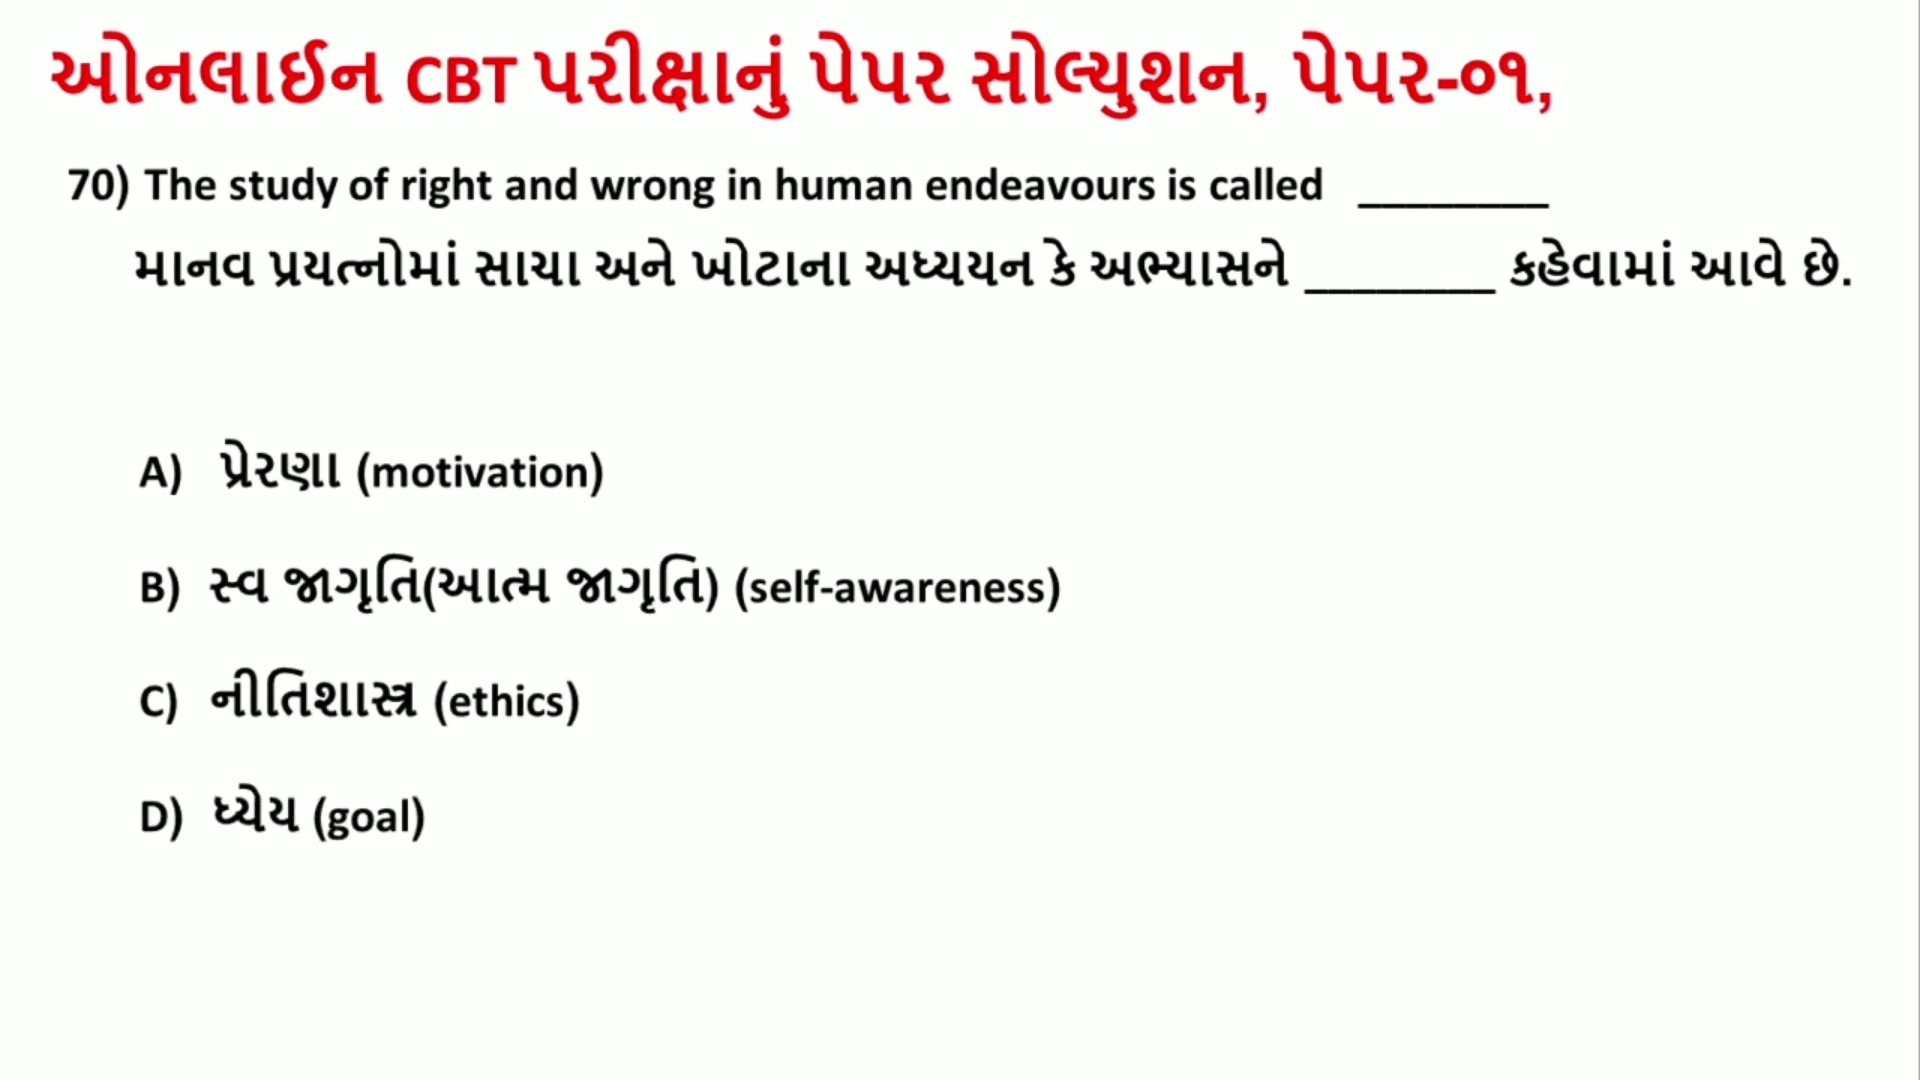 ઓનલાઈન CBT પરીક્ષાનું પેપર સોલ્યુશન, પેપર-૦૧,
70) The study of right and wrong in human endeavours is called ________
માનવ પ્રયત્નોમાં સાચા અને ખોટાના અધ્યયન કે અભ્યાસને ________ કહેવામાં આવે છે.
A) પ્રેરણા (motivation)
B) સ્વ જાગૃતિ(આત્મ જાગૃતિ) (self-awareness)
C) નીતિશાસ્ત્ર (ethics)
D) ધ્યેય (goal)